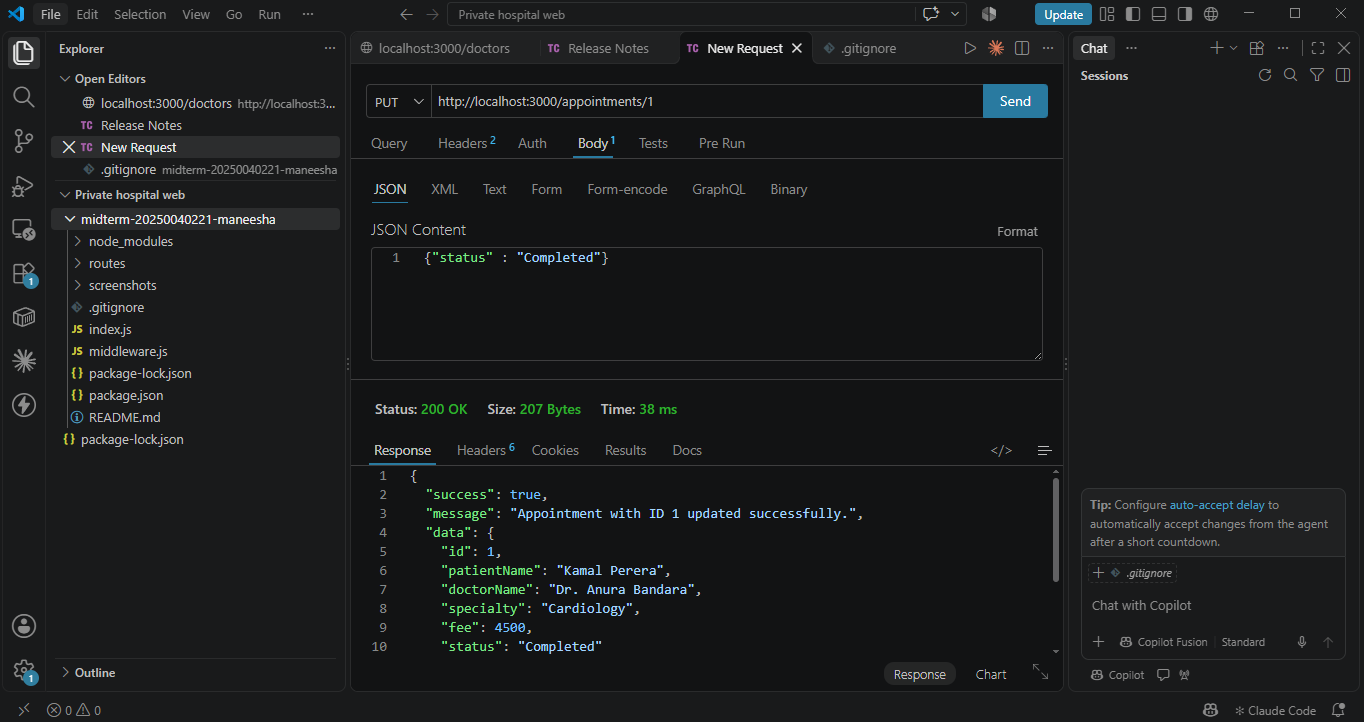 File Edit Selection View Go Run ··· Private hospital web Update
Explorer ···
Open Editors
localhost:3000/doctors http://localhost:3...
TC Release Notes
TC New Request
.gitignore midterm-20250040221-maneesha
Private hospital web
midterm-20250040221-maneesha
node_modules
routes
screenshots
.gitignore
JS index.js
JS middleware.js
{} package-lock.json
{} package.json
README.md
{} package-lock.json
Outline
1
1
localhost:3000/doctors TC Release Notes TC New Request .gitignore ···
PUT http://localhost:3000/appointments/1 Send
Query Headers 2 Auth Body 1 Tests Pre Run
JSON XML Text Form Form-encode GraphQL Binary
JSON Content Format
1 {"status" : "Completed"}
Status: 200 OK Size: 207 Bytes Time: 38 ms
Response Headers 6 Cookies Results Docs </>
1 {
2 "success": true,
3 "message": "Appointment with ID 1 updated successfully.",
4 "data": {
5 "id": 1,
6 "patientName": "Kamal Perera",
7 "doctorName": "Dr. Anura Bandara",
8 "specialty": "Cardiology",
9 "fee": 4500,
10 "status": "Completed"
Response Chart
Chat ··· ···
Sessions
Tip: Configure auto-accept delay to
automatically accept changes from the agent
after a short countdown.
.gitignore
Chat with Copilot
Copilot Fusion Standard
Copilot
0 0 Claude Code